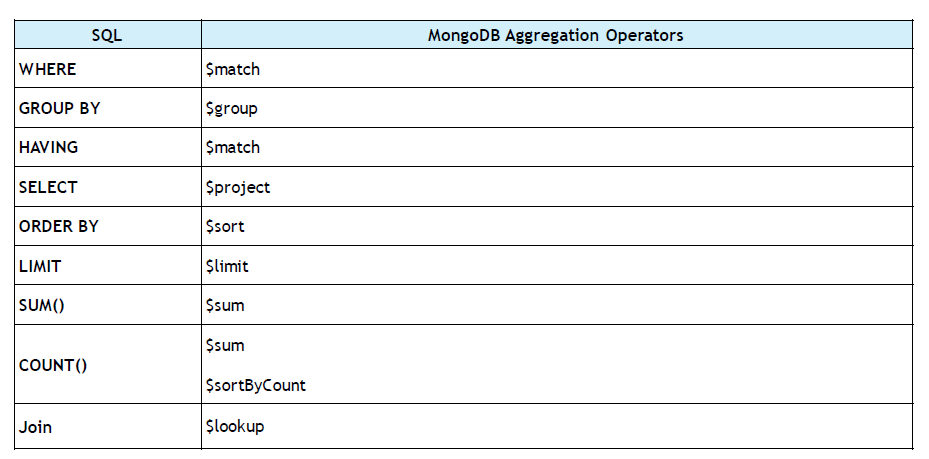 SQL MongoDB Aggregation Operators
WHERE $match
GROUP BY $group
HAVING $match
SELECT $project
ORDER BY $sort
LIMIT $limit
SUM() $sum
COUNT() $sum
$sortByCount
Join $lookup